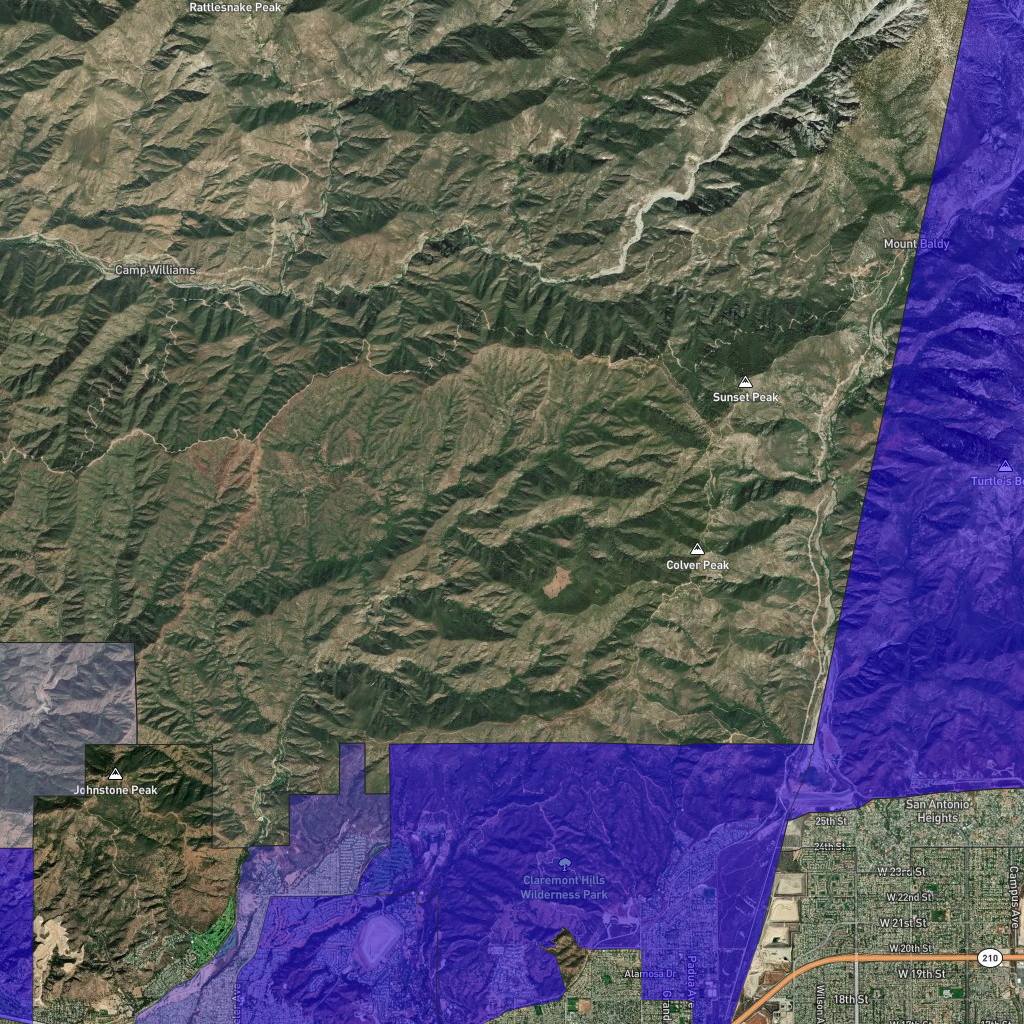 Rattlesnake Peak
Mount Baldy
Camp Williams
Sunset Peak
Turtle's
Colver Peak
Johnstone Peak
San Antonio
Heights
25th St
24th St
W 23rd St
Claremont Hills
Wilderness Park
W 22nd St
Campus Ave
W 21st St
W 20th St
210
Alamosa Dr
W 19th St
Padua Ave
Grand
18th St